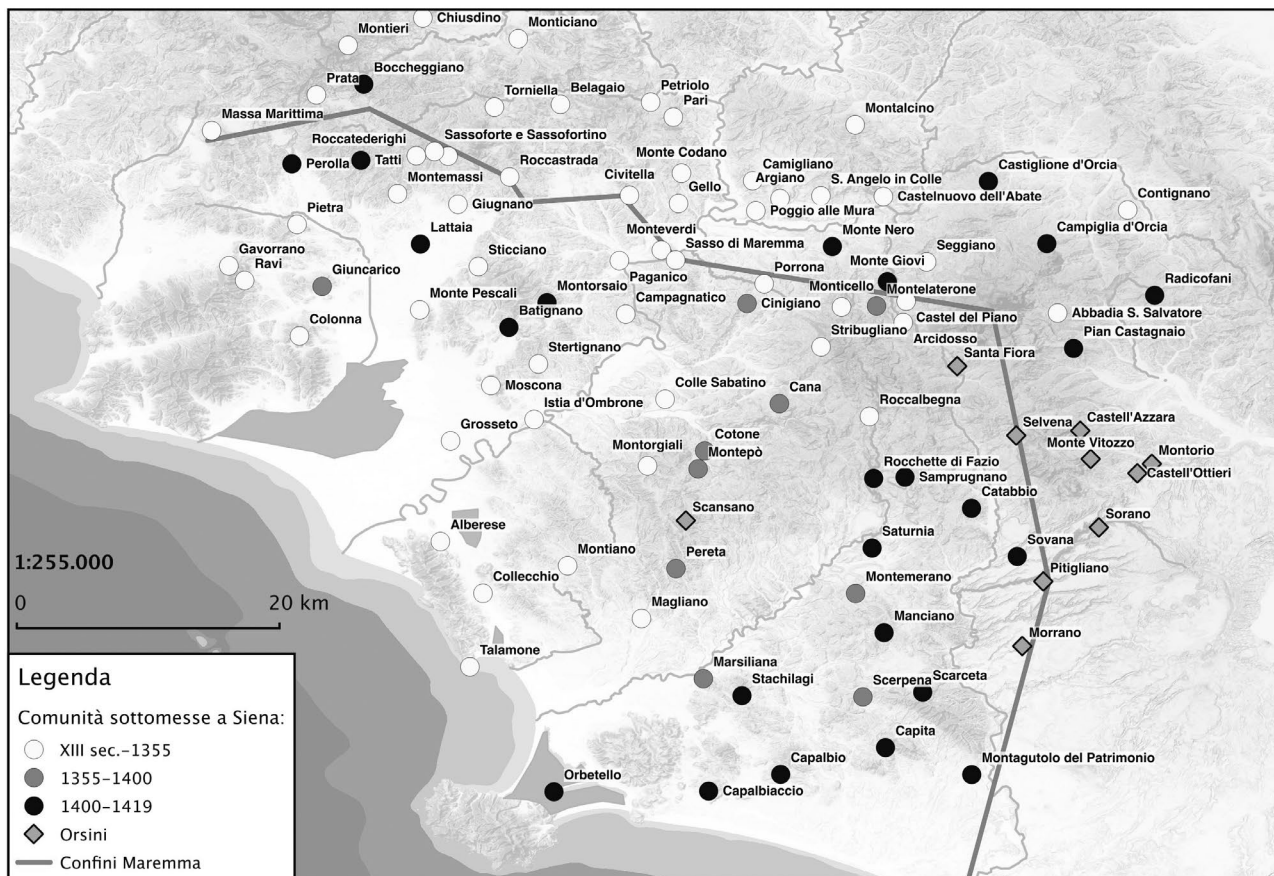 Chiusdino
Monticiano
Montieri
Boccheggiano
Prata
Torniella
Belagaio
Petriolo
Pari
Montalcino
Massa Marittima
Sassoforte e Sassofortino
Roccatederighi
Perolla
Tatti
Roccastrada
Monte Codano
Camigliano
Castiglione d'Orcia
Montemassi
Civitella
Gello
Argiano
S. Angelo in Colle
Castelnuovo dell'Abate
Contignano
Giugnano
Poggio alle Mura
Pietra
Lattaia
Monteverdi
Sasso di Maremma
Monte Nero
Seggiano
Campiglia d'Orcia
Gavorrano
Ravi
Giuncarico
Sticciano
Paganico
Porrona
Monte Giovi
Radicofani
Monte Pescali
Montorsaio
Campagnatico
Cinigiano
Monticello
Montelaterone
Batignano
Castel del Piano
Abbadia S. Salvatore
Colonna
Stribugliano
Arcidosso
Pian Castagnaio
Stertignano
Santa Fiora
Moscona
Colle Sabatino
Cana
Istia d'Ombrone
Roccalbegna
Grosseto
Selvena
Castell'Azzara
Montorgiali
Cotone
Montepò
Monte Vitozzo
Montorio
Rocchette di Fazio
Samprugnano
Castell'Ottieri
Catabbio
Scansano
Sorano
Alberese
Saturnia
Sovana
Montiano
Pereta
Pitigliano
1:255.000
Collecchio
Montemerano
0 20 km
Magliano
Manciano
Morrano
Talamone
Marsiliana
Stachilagi
Scerpena
Scarceta
Capita
Orbetello
Capalbio
Capalbiaccio
Montagutolo del Patrimonio
Legenda
Comunità sottomesse a Siena:
XIII sec.-1355
1355-1400
1400-1419
Orsini
Confini Maremma